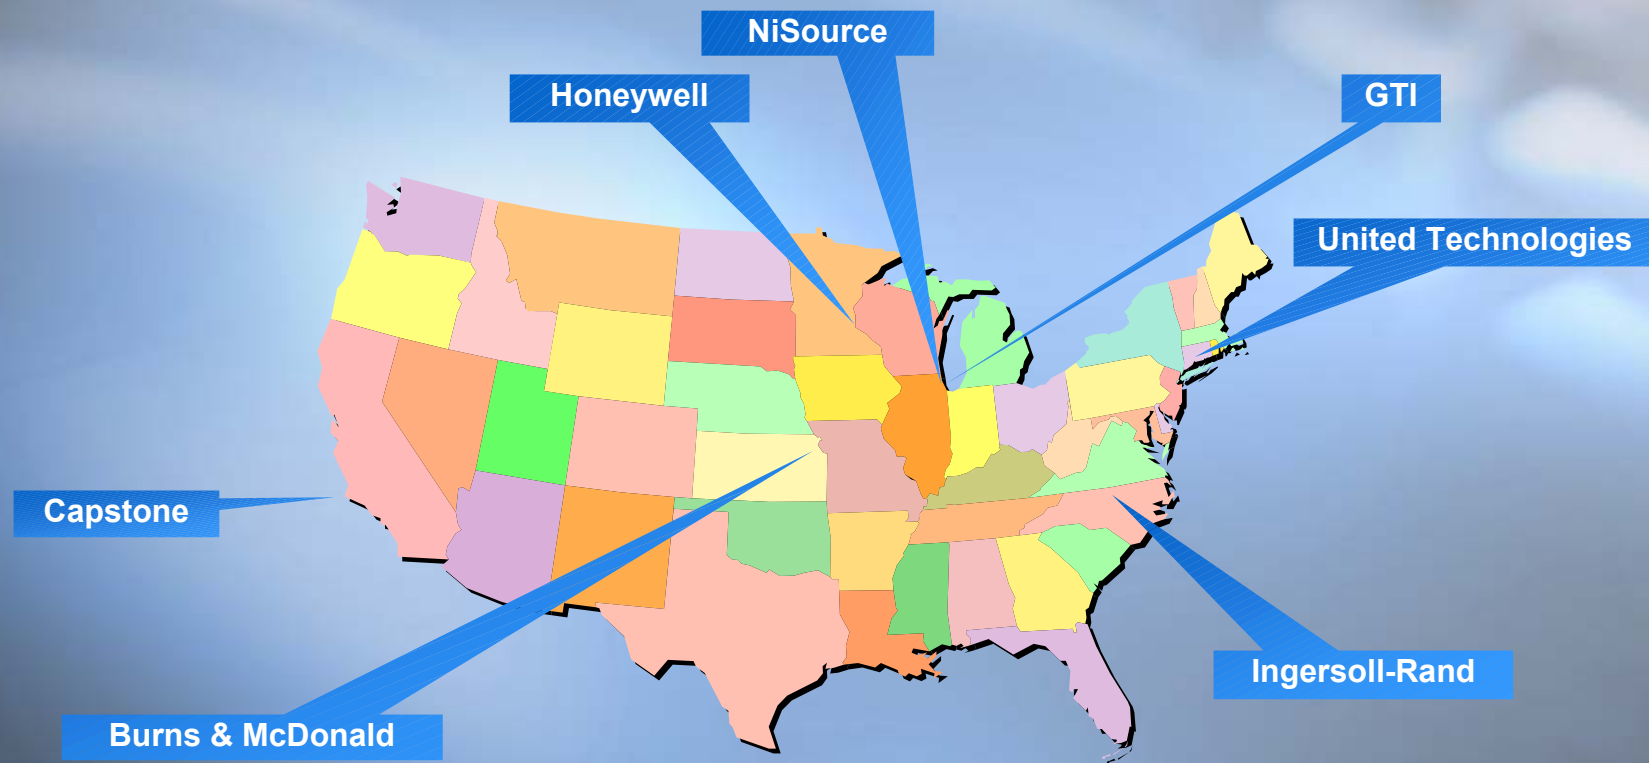 NiSource
Honeywell
GTI
United Technologies
Capstone
Ingersoll-Rand
Burns & McDonald